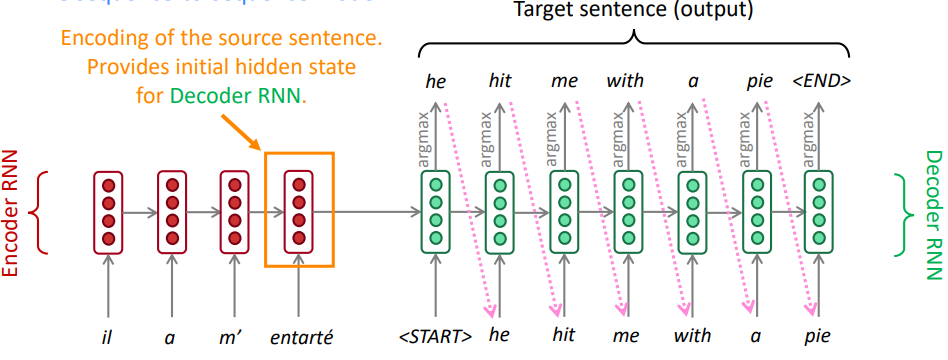 Target sentence (output)
Encoding of the source sentence.
Provides initial hidden state
for Decoder RNN.
he hit me with a pie <END>
argmax argmax argmax argmax argmax argmax argmax
Encoder RNN
Decoder RNN
il a m’ entarté <START> he hit me with a pie